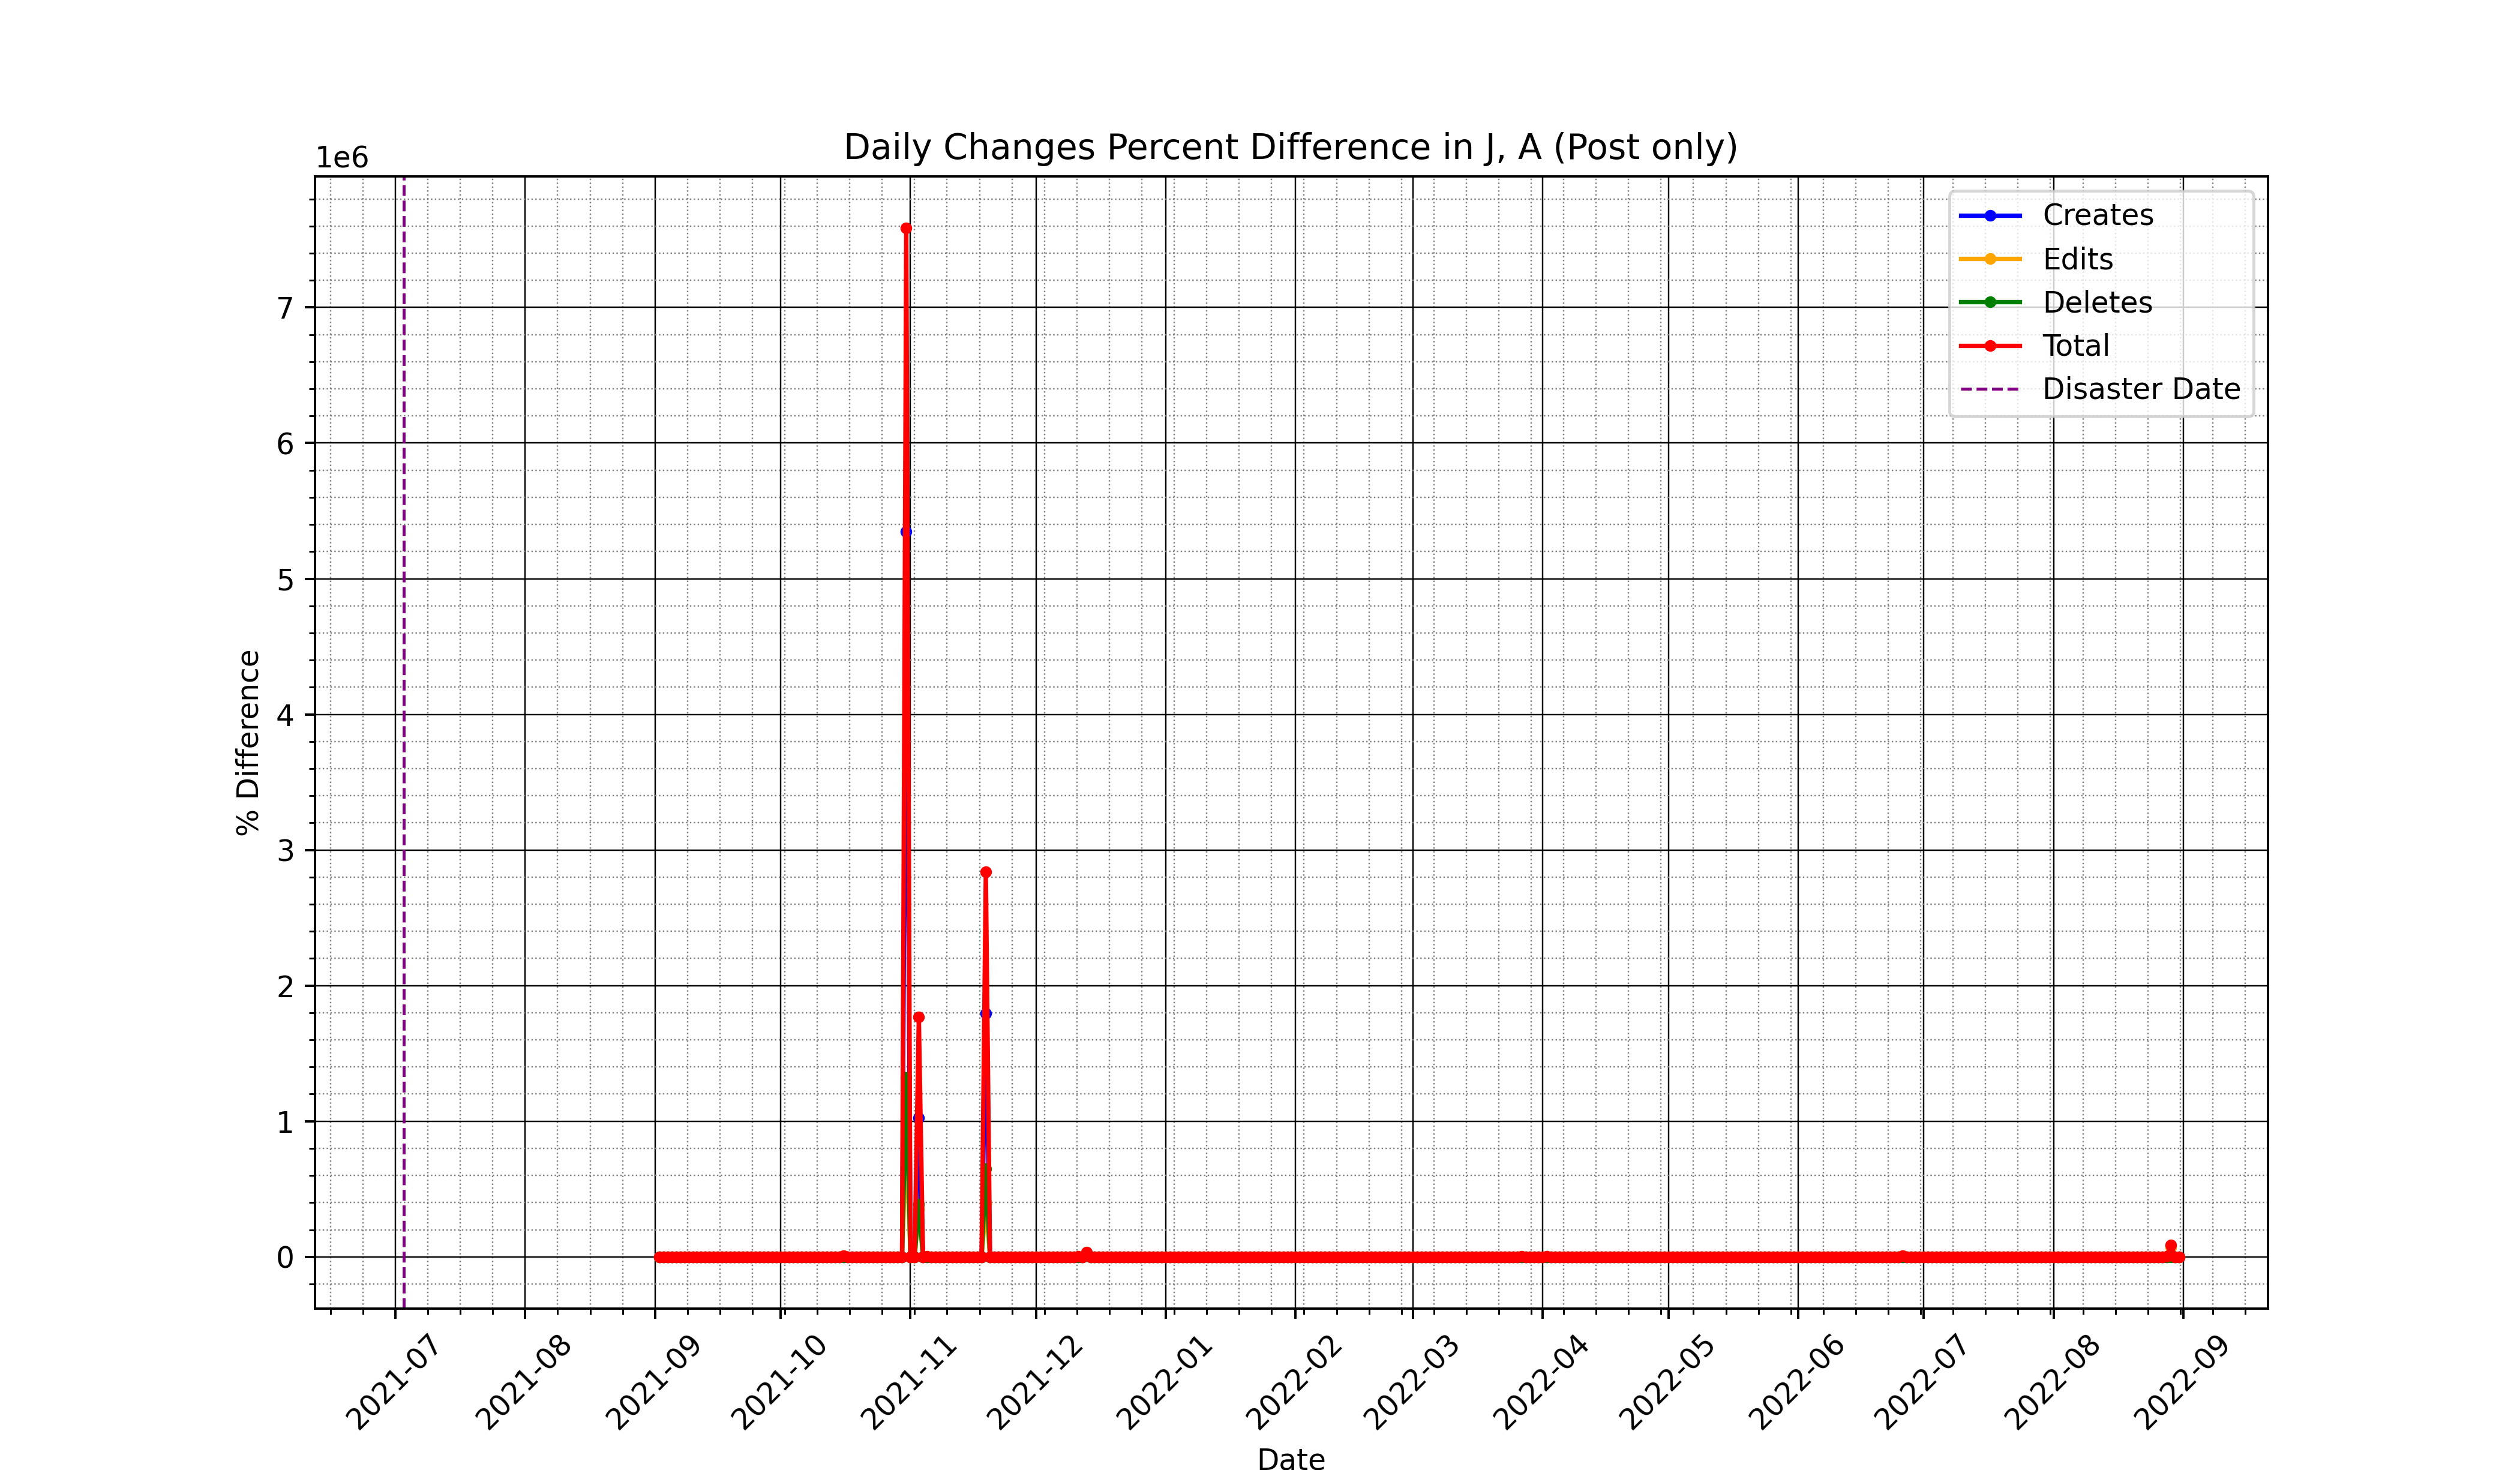 Daily Changes Percent Difference in J, A (Post only)
1e6
Creates
Edits
Deletes
Total
Disaster Date
7
6
5
4
3
2
1
0
% Difference
2021-07
2021-08
2021-09
2021-10
2021-11
2021-12
2022-01
2022-02
2022-03
2022-04
2022-05
2022-06
2022-07
2022-08
2022-09
Date